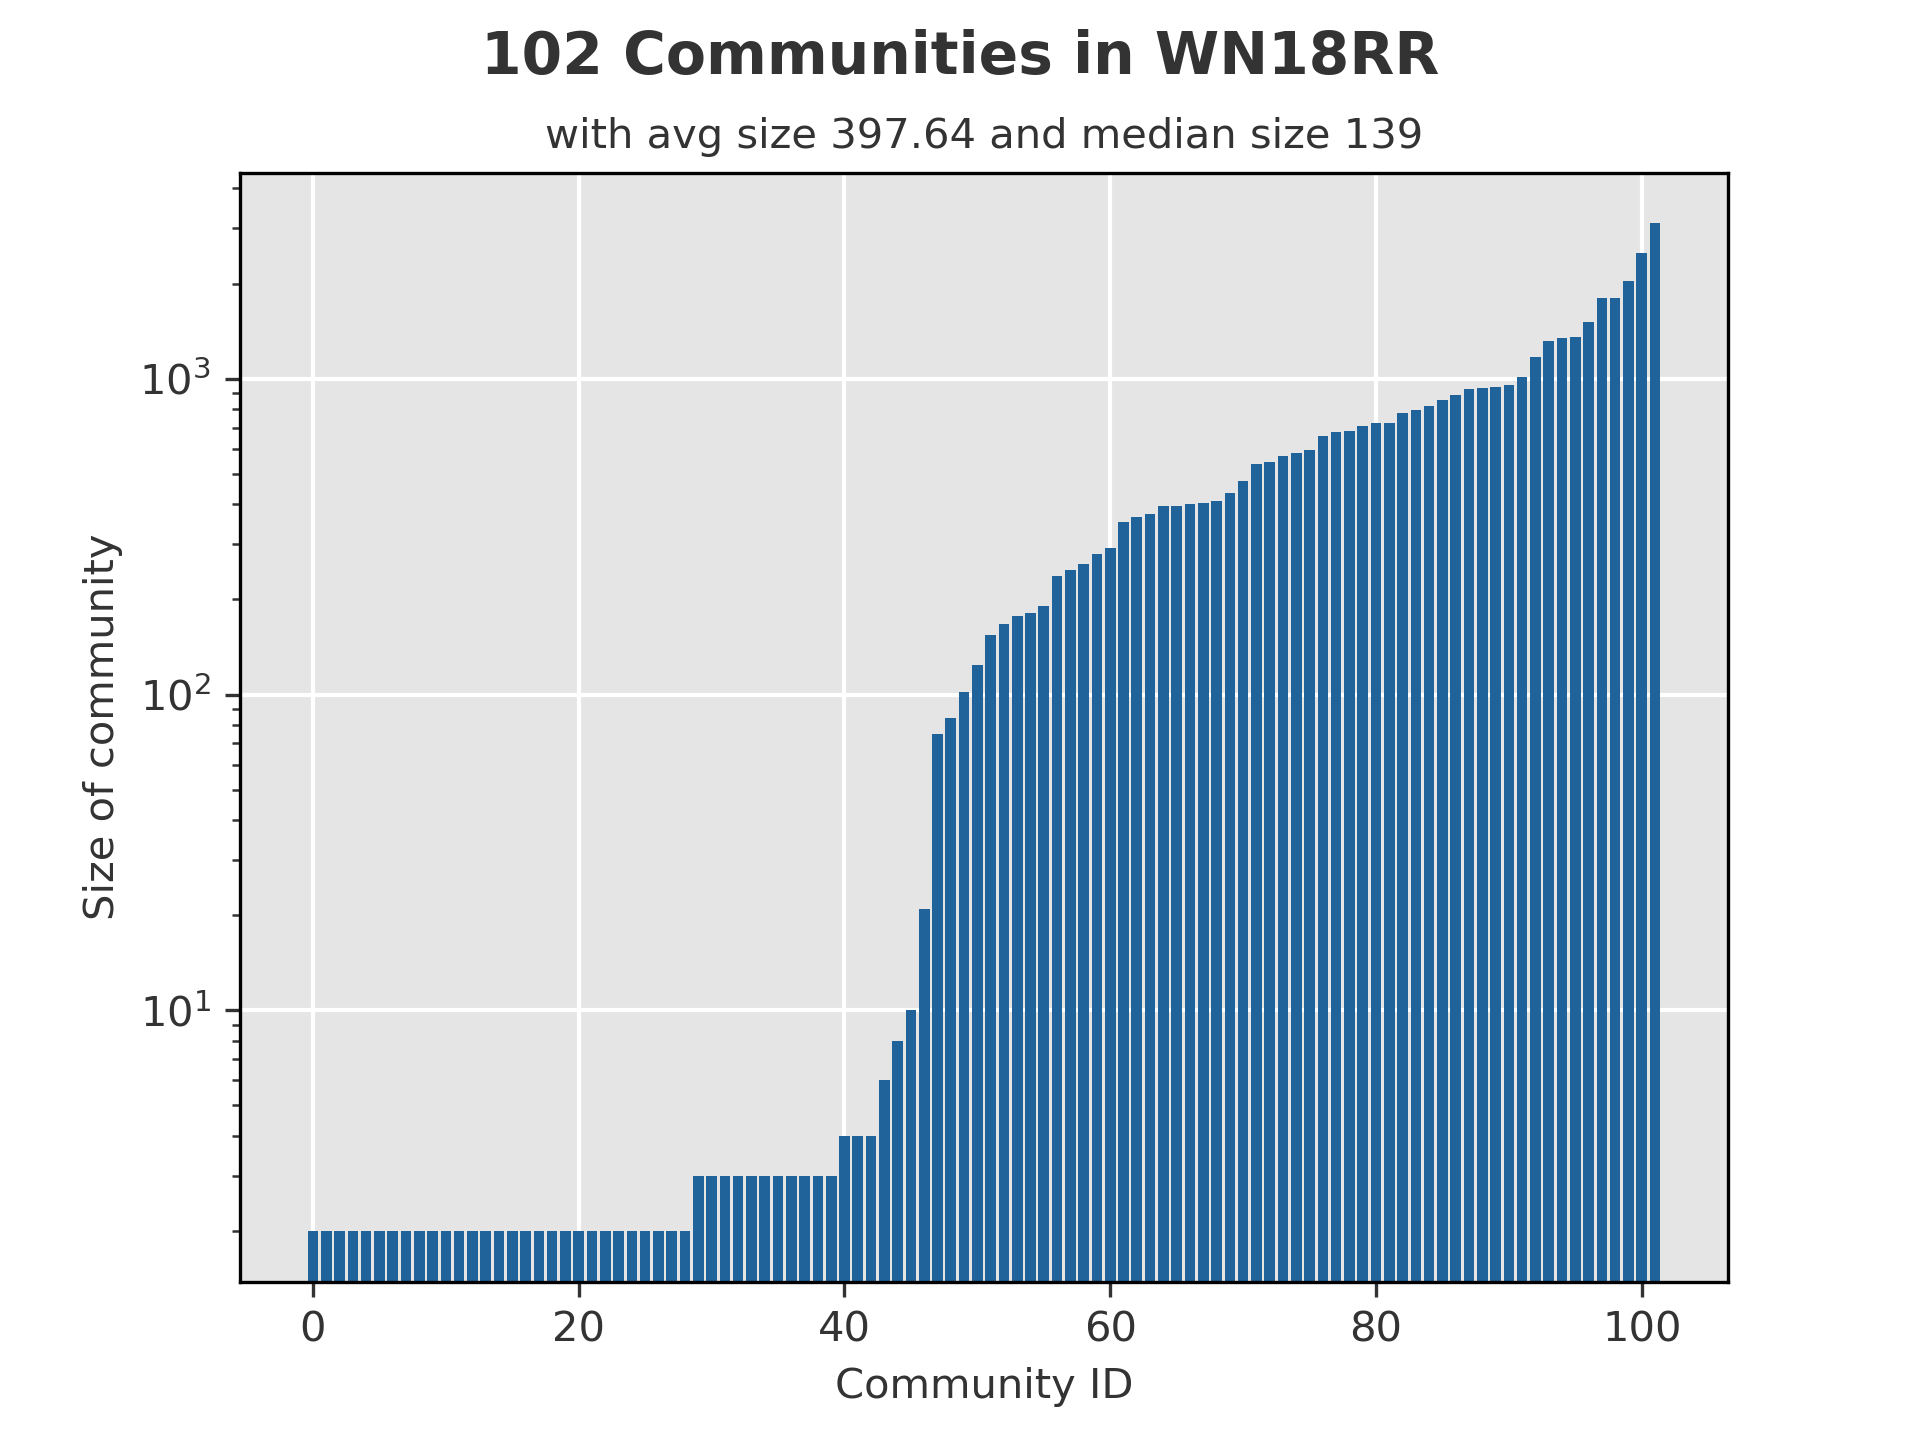 102 Communities in WN18RR
with avg size 397.64 and median size 139
Size of community
10³
10²
10¹
0 20 40 60 80 100
Community ID